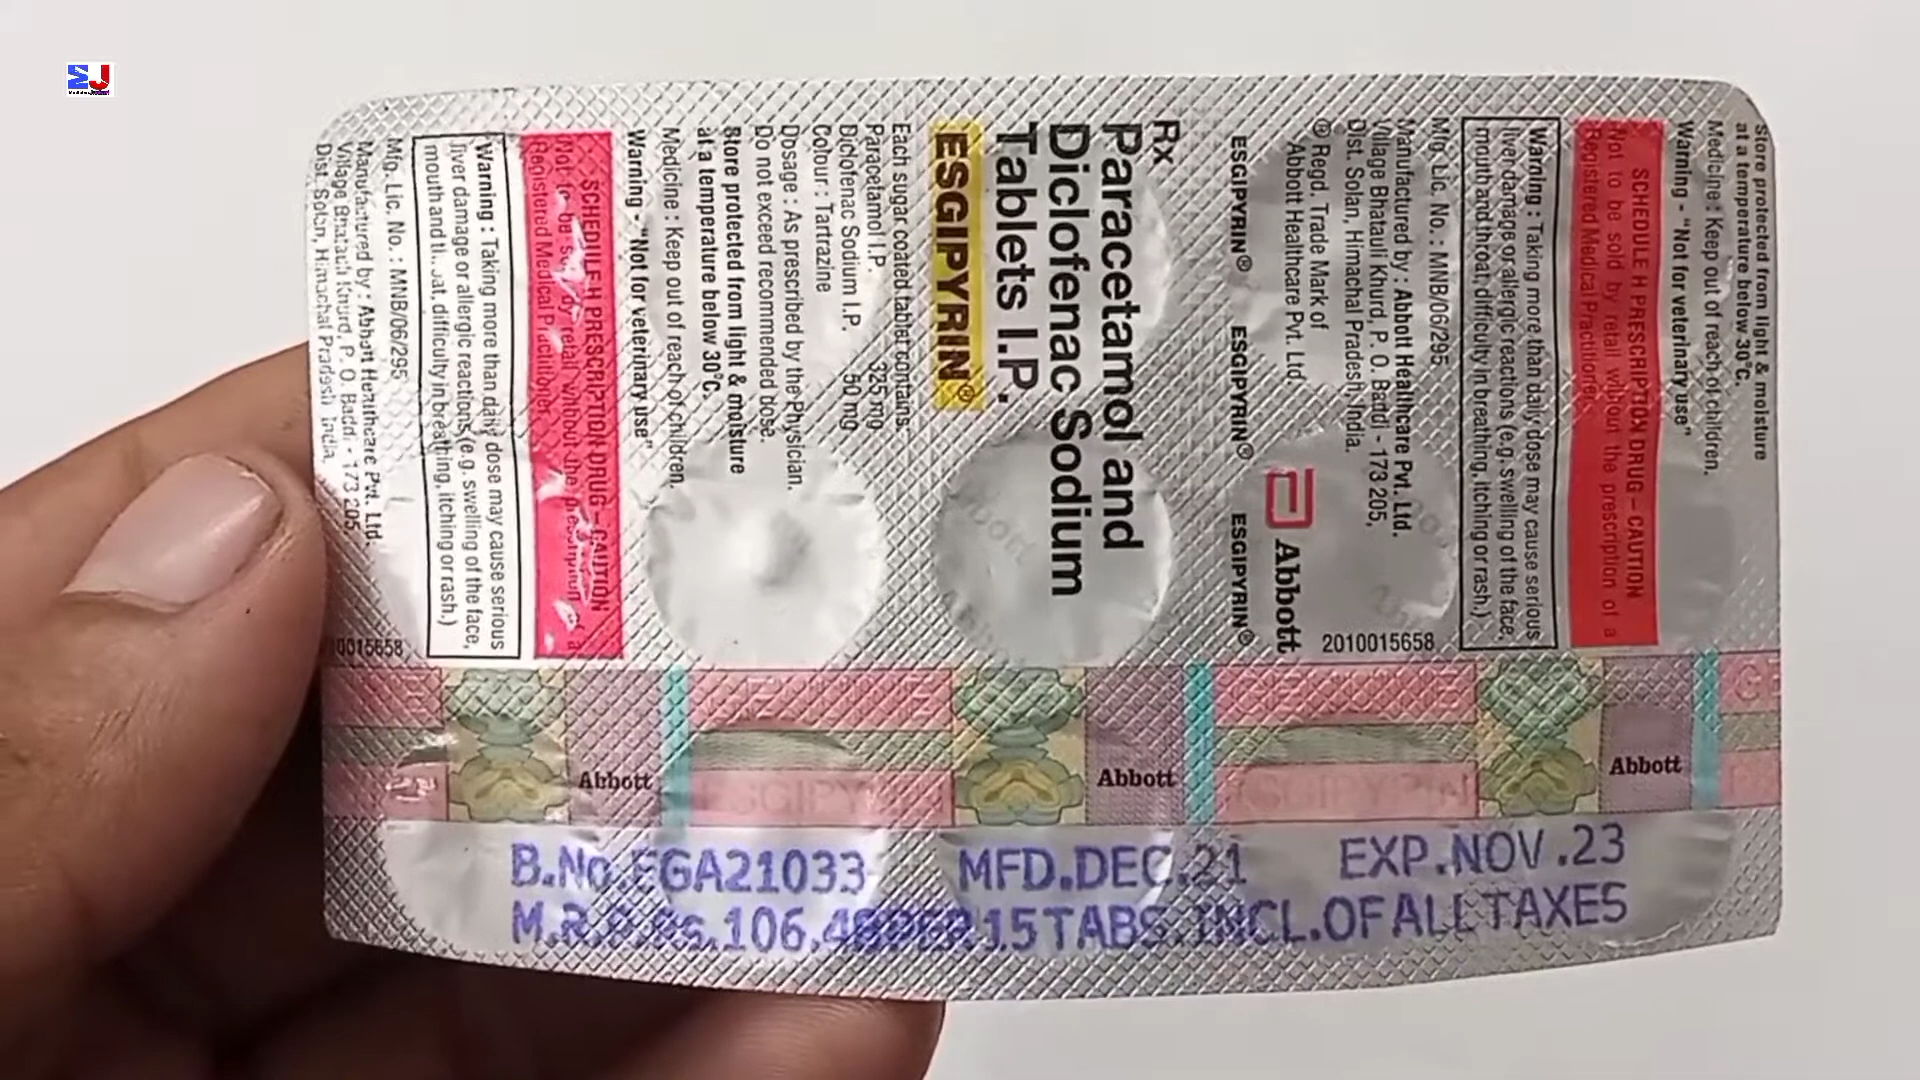 Store protected from light & moisture
at a temperature below 30°C.
Medicine : Keep out of reach of children.
Warning - "Not for veterinary use"
SCHEDULE H PRESCRIPTION DRUG – CAUTION
Not to be sold by retail without the prescription of a
Registered Medical Practitioner.
Warning : Taking more than daily dose may cause serious
liver damage or allergic reactions (e.g. swelling of the face,
mouth and throat, difficulty in breathing, itching or rash.)
Mfg. Lic. No. : MNB/06/295
2010015658
Manufactured by : Abbott Healthcare Pvt. Ltd.
Village Bhatauli Khurd, P. O. Baddi - 173 205,
Dist. Solan, Himachal Pradesh, India.
® Regd. Trade Mark of
Abbott Healthcare Pvt. Ltd.
Abbott
ESGIPYRIN® ESGIPYRIN® ESGIPYRIN®
Rx
Paracetamol and
Diclofenac Sodium
Tablets I.P.
ESGIPYRIN®
Each sugar coated tablet contains:
Paracetamol I.P. 325 mg
Diclofenac Sodium I.P. 50 mg
Colour : Tartrazine
Dosage : As prescribed by the Physician.
Do not exceed recommended dose.
Store protected from light & moisture
at a temperature below 30°C.
Medicine : Keep out of reach of children.
Warning - "Not for veterinary use"
SCHEDULE H PRESCRIPTION DRUG – CAUTION
Not to be by retail without the prescription of a
Registered Medical Practitioner.
Warning : Taking more than daily dose may cause serious
liver damage or allergic reactions (e.g. swelling of the face,
mouth and difficulty in breathing, itching or rash.)
Mfg. Lic. No. : MNB/06/295
0015658
Manufactured by : Abbott Healthcare Pvt. Ltd.
Village Khurd, P. O. Baddi - 173 205,
Dist. Solan, Himachal Pradesh, India.
Abbott ESGIPYRIN Abbott ESGIPYRIN Abbott
B.No.EGA21033 MFD.DEC.21 EXP.NOV.23
M.R.P.Rs.106.48PER15TABS.INCL.OFALLTAXES